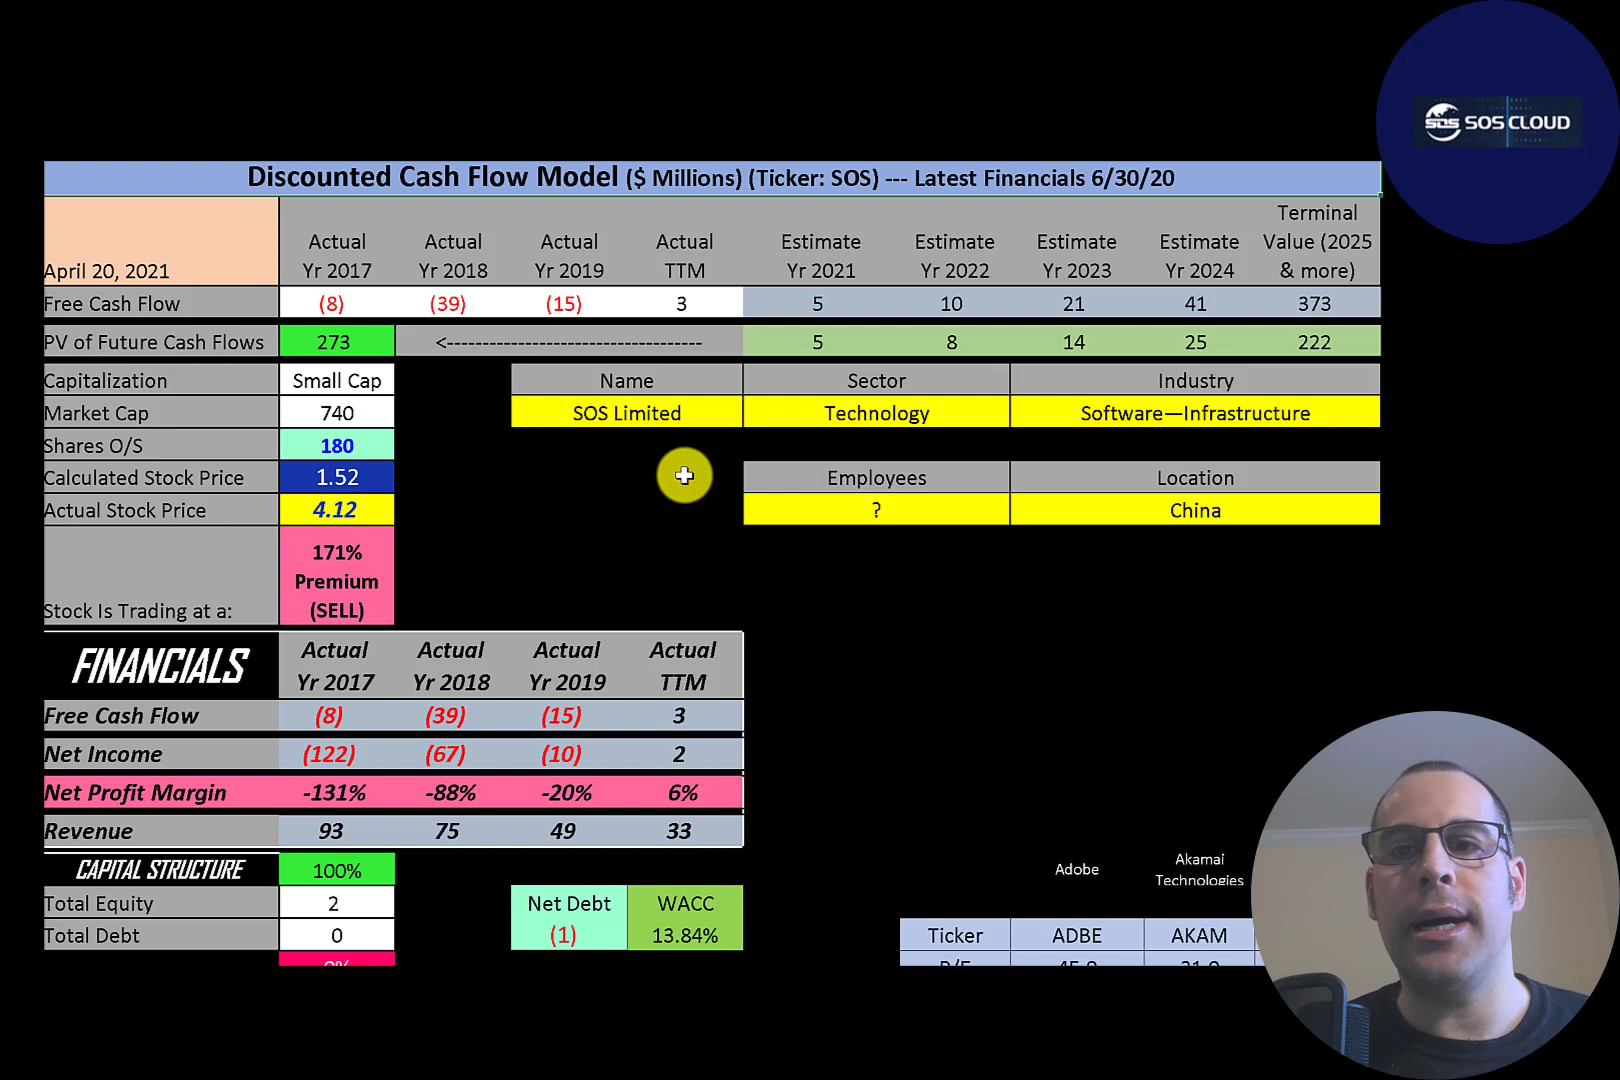 SOS SOS CLOUD
Discounted Cash Flow Model ($ Millions) (Ticker: SOS) --- Latest Financials 6/30/20
April 20, 2021 Actual Yr 2017 Actual Yr 2018 Actual Yr 2019 Actual TTM Estimate Yr 2021 Estimate Yr 2022 Estimate Yr 2023 Estimate Yr 2024 Terminal Value (2025 & more)
Free Cash Flow (8) (39) (15) 3 5 10 21 41 373
PV of Future Cash Flows 273 <----------------------------------- 5 8 14 25 222
Capitalization Small Cap Name Sector Industry
Market Cap 740 SOS Limited Technology Software—Infrastructure
Shares O/S 180
Calculated Stock Price 1.52 Employees Location
Actual Stock Price 4.12 ? China
Stock Is Trading at a: 171% Premium (SELL)
FINANCIALS Actual Yr 2017 Actual Yr 2018 Actual Yr 2019 Actual TTM
Free Cash Flow (8) (39) (15) 3
Net Income (122) (67) (10) 2
Net Profit Margin -131% -88% -20% 6%
Revenue 93 75 49 33
CAPITAL STRUCTURE 100% Adobe Akamai Technologies
Total Equity 2 Net Debt WACC
Total Debt 0 (1) 13.84% Ticker ADBE AKAM